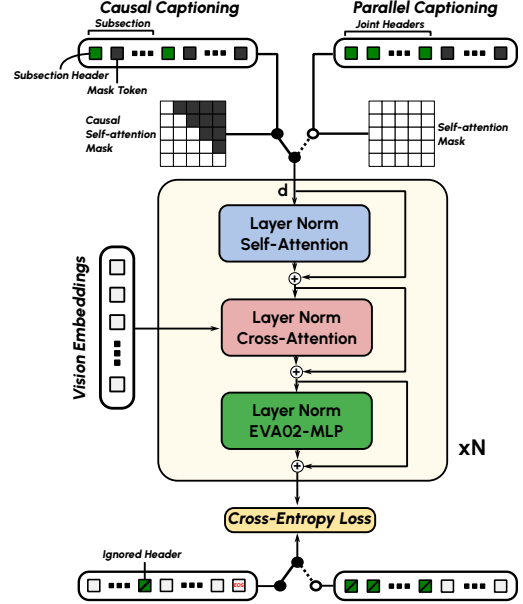 Causal Captioning
Parallel Captioning
Subsection
Joint Headers
Subsection Header
Mask Token
Causal
Self-attention
Mask
Self-attention
Mask
d
Layer Norm
Self-Attention
+
Vision Embeddings
Layer Norm
Cross-Attention
+
Layer Norm
EVA02-MLP
+
xN
Cross-Entropy Loss
Ignored Header
EOS